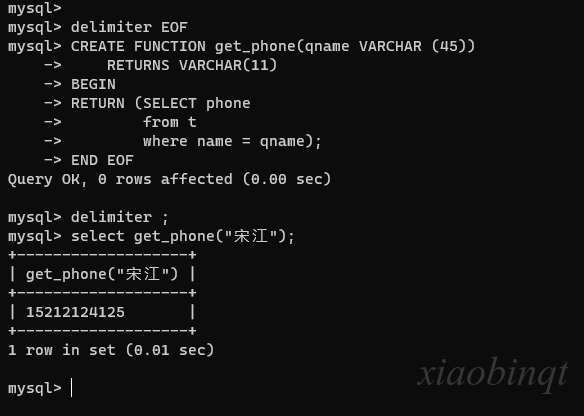 mysql>
mysql> delimiter EOF
mysql> CREATE FUNCTION get_phone(qname VARCHAR (45))
    ->     RETURNS VARCHAR(11)
    -> BEGIN
    -> RETURN (SELECT phone
    ->         from t
    ->         where name = qname);
    -> END EOF
Query OK, 0 rows affected (0.00 sec)

mysql> delimiter ;
mysql> select get_phone("宋江");
+-------------------+
| get_phone("宋江") |
+-------------------+
| 15212124125       |
+-------------------+
1 row in set (0.01 sec)

mysql>
xiaobinqt